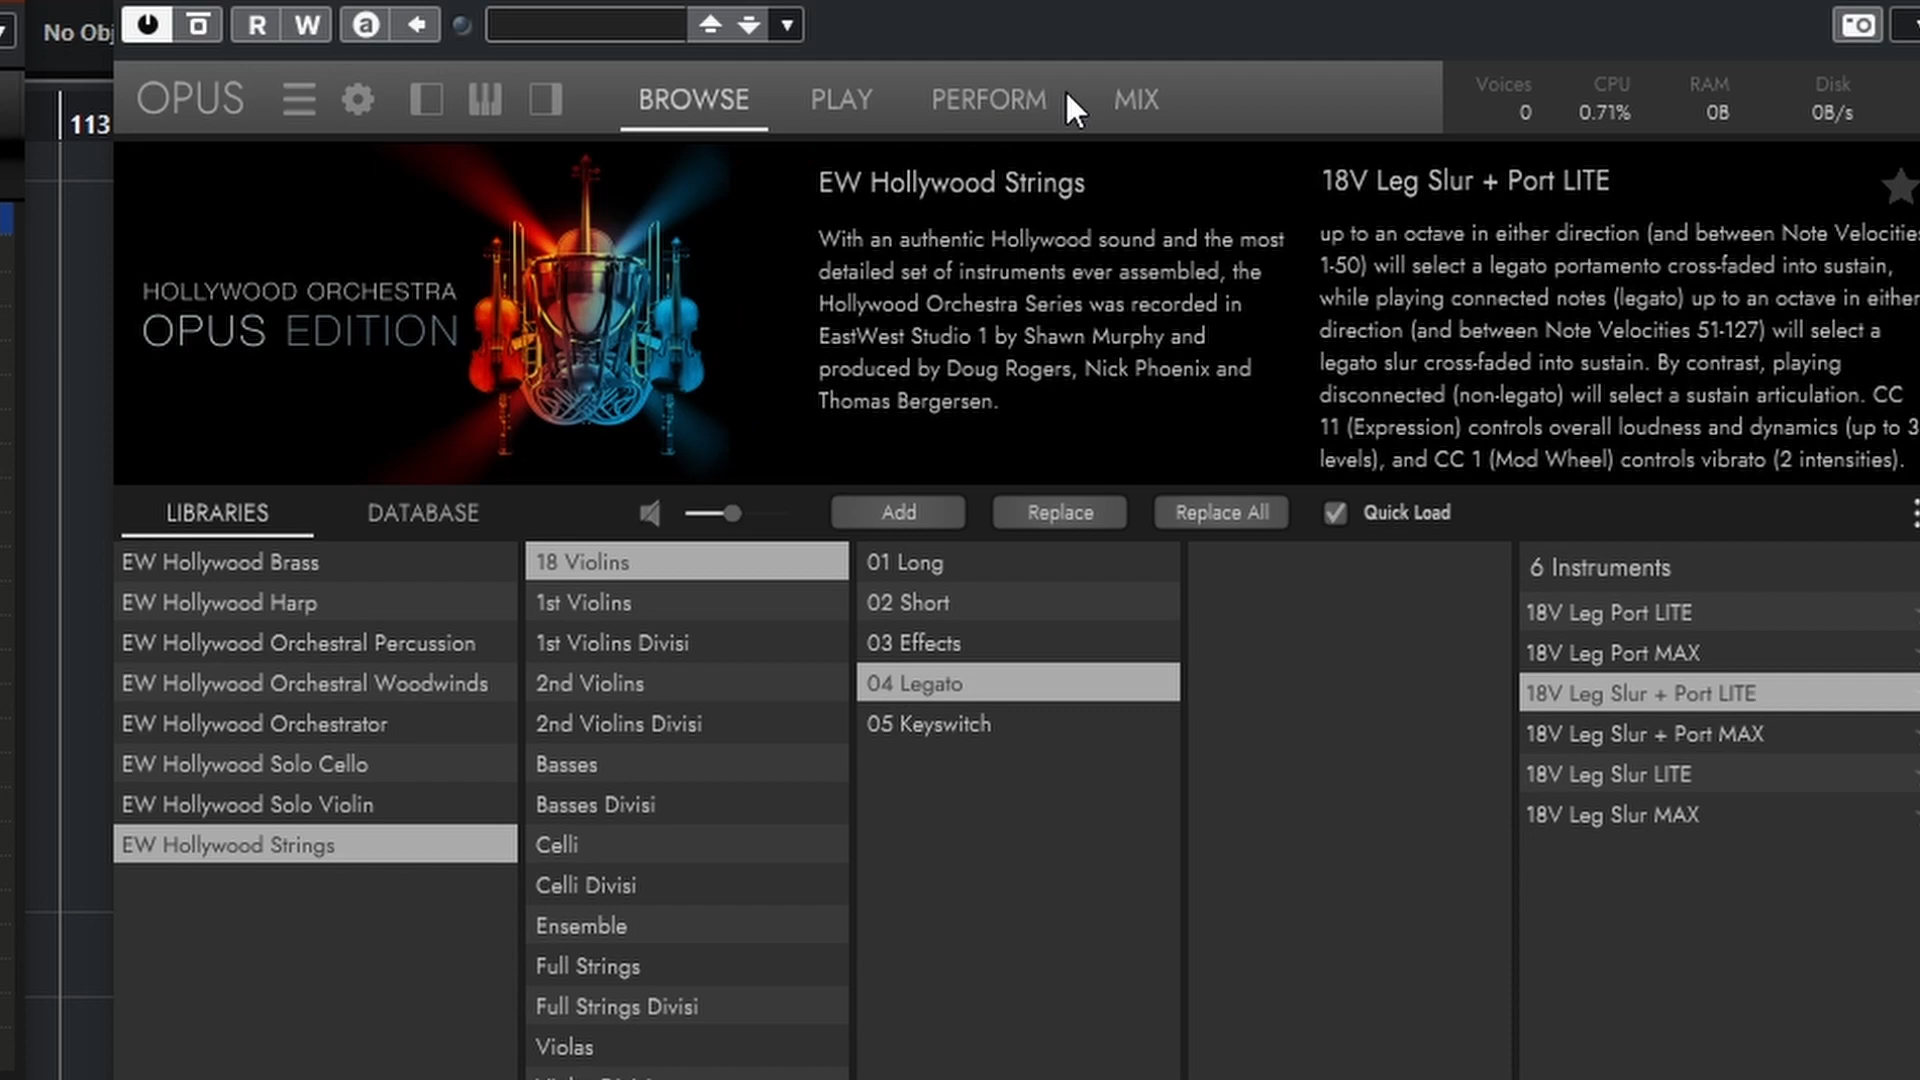 No Obj
R W a
113
OPUS
BROWSE PLAY PERFORM MIX
Voices CPU RAM Disk
0 0.71% 0B 0B/s
HOLLYWOOD ORCHESTRA
OPUS EDITION
EW Hollywood Strings
With an authentic Hollywood sound and the most
detailed set of instruments ever assembled, the
Hollywood Orchestra Series was recorded in
EastWest Studio 1 by Shawn Murphy and
produced by Doug Rogers, Nick Phoenix and
Thomas Bergersen.
18V Leg Slur + Port LITE
up to an octave in either direction (and between Note Velocities
1-50) will select a legato portamento cross-faded into sustain,
while playing connected notes (legato) up to an octave in either
direction (and between Note Velocities 51-127) will select a
legato slur cross-faded into sustain. By contrast, playing
disconnected (non-legato) will select a sustain articulation. CC
11 (Expression) controls overall loudness and dynamics (up to 3
levels), and CC 1 (Mod Wheel) controls vibrato (2 intensities).
LIBRARIES DATABASE Add Replace Replace All Quick Load
EW Hollywood Brass
EW Hollywood Harp
EW Hollywood Orchestral Percussion
EW Hollywood Orchestral Woodwinds
EW Hollywood Orchestrator
EW Hollywood Solo Cello
EW Hollywood Solo Violin
EW Hollywood Strings
18 Violins
1st Violins
1st Violins Divisi
2nd Violins
2nd Violins Divisi
Basses
Basses Divisi
Celli
Celli Divisi
Ensemble
Full Strings
Full Strings Divisi
Violas
01 Long
02 Short
03 Effects
04 Legato
05 Keyswitch
6 Instruments
18V Leg Port LITE
18V Leg Port MAX
18V Leg Slur + Port LITE
18V Leg Slur + Port MAX
18V Leg Slur LITE
18V Leg Slur MAX